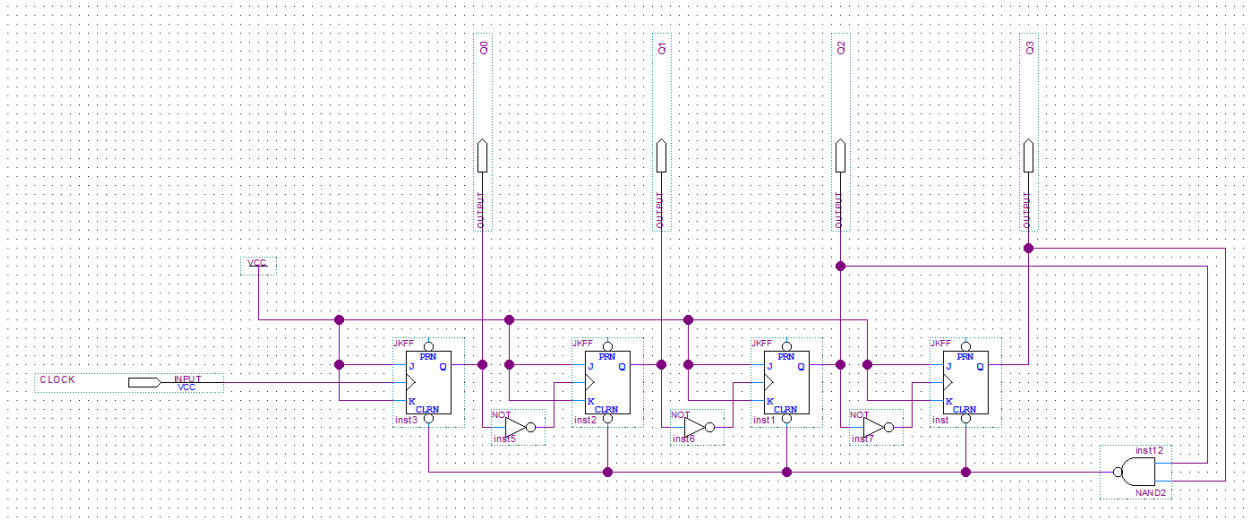 Q0
Q1
Q2
Q3
OUTPUT
OUTPUT
OUTPUT
OUTPUT
VCC
CLOCK
INPUT
VCC
JKFF
PRN
J
Q
K
CLRN
inst3
NOT
inst5
JKFF
PRN
J
Q
K
CLRN
inst2
NOT
inst6
JKFF
PRN
J
Q
K
CLRN
inst1
NOT
inst7
JKFF
PRN
J
Q
K
CLRN
inst
inst12
NAND2